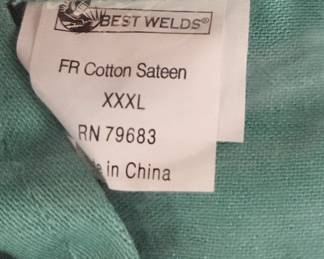 BEST WELDS®
FR Cotton Sateen
XXXL
RN 79683
in China